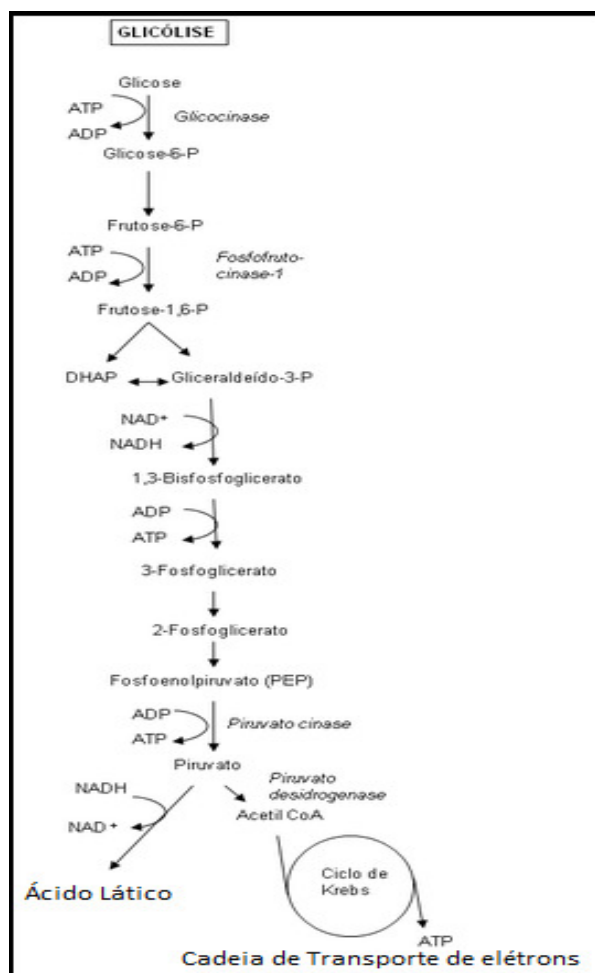 GLICÓLISE
Glicose
ATP
Glicocinase
ADP
Glicose-6-P
Frutose-6-P
ATP
Fosfofruto-
cinase-1
ADP
Frutose-1,6-P
DHAP
Gliceraldeído-3-P
NAD+
NADH
1,3-Bisfosfoglicerato
ADP
ATP
3-Fosfoglicerato
2-Fosfoglicerato
Fosfoenolpiruvato (PEP)
ADP
Piruvato cinase
ATP
Piruvato
NADH
Piruvato
desidrogenase
NAD+
Acetil CoA
Ciclo de
Krebs
Ácido Lático
ATP
Cadeia de Transporte de elétrons